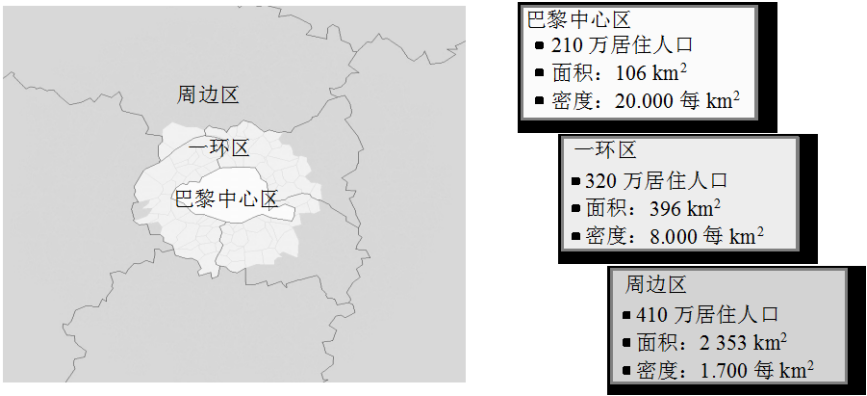 周边区
一环区
巴黎中心区
巴黎中心区
▪ 210 万居住人口
▪ 面积：106 km²
▪ 密度：20.000 每 km²
一环区
▪ 320 万居住人口
▪ 面积：396 km²
▪ 密度：8.000 每 km²
周边区
▪ 410 万居住人口
▪ 面积：2 353 km²
▪ 密度：1.700 每 km²